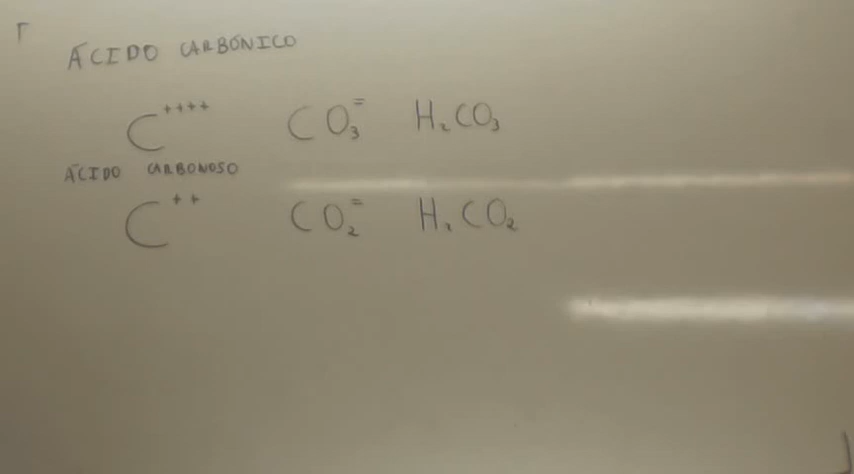 ÁCIDO CARBÓNICO
C⁺⁺⁺⁺ CO₃⁼ H₂CO₃
ÁCIDO CARBONOSO
C⁺⁺ CO₂⁼ H₂CO₂